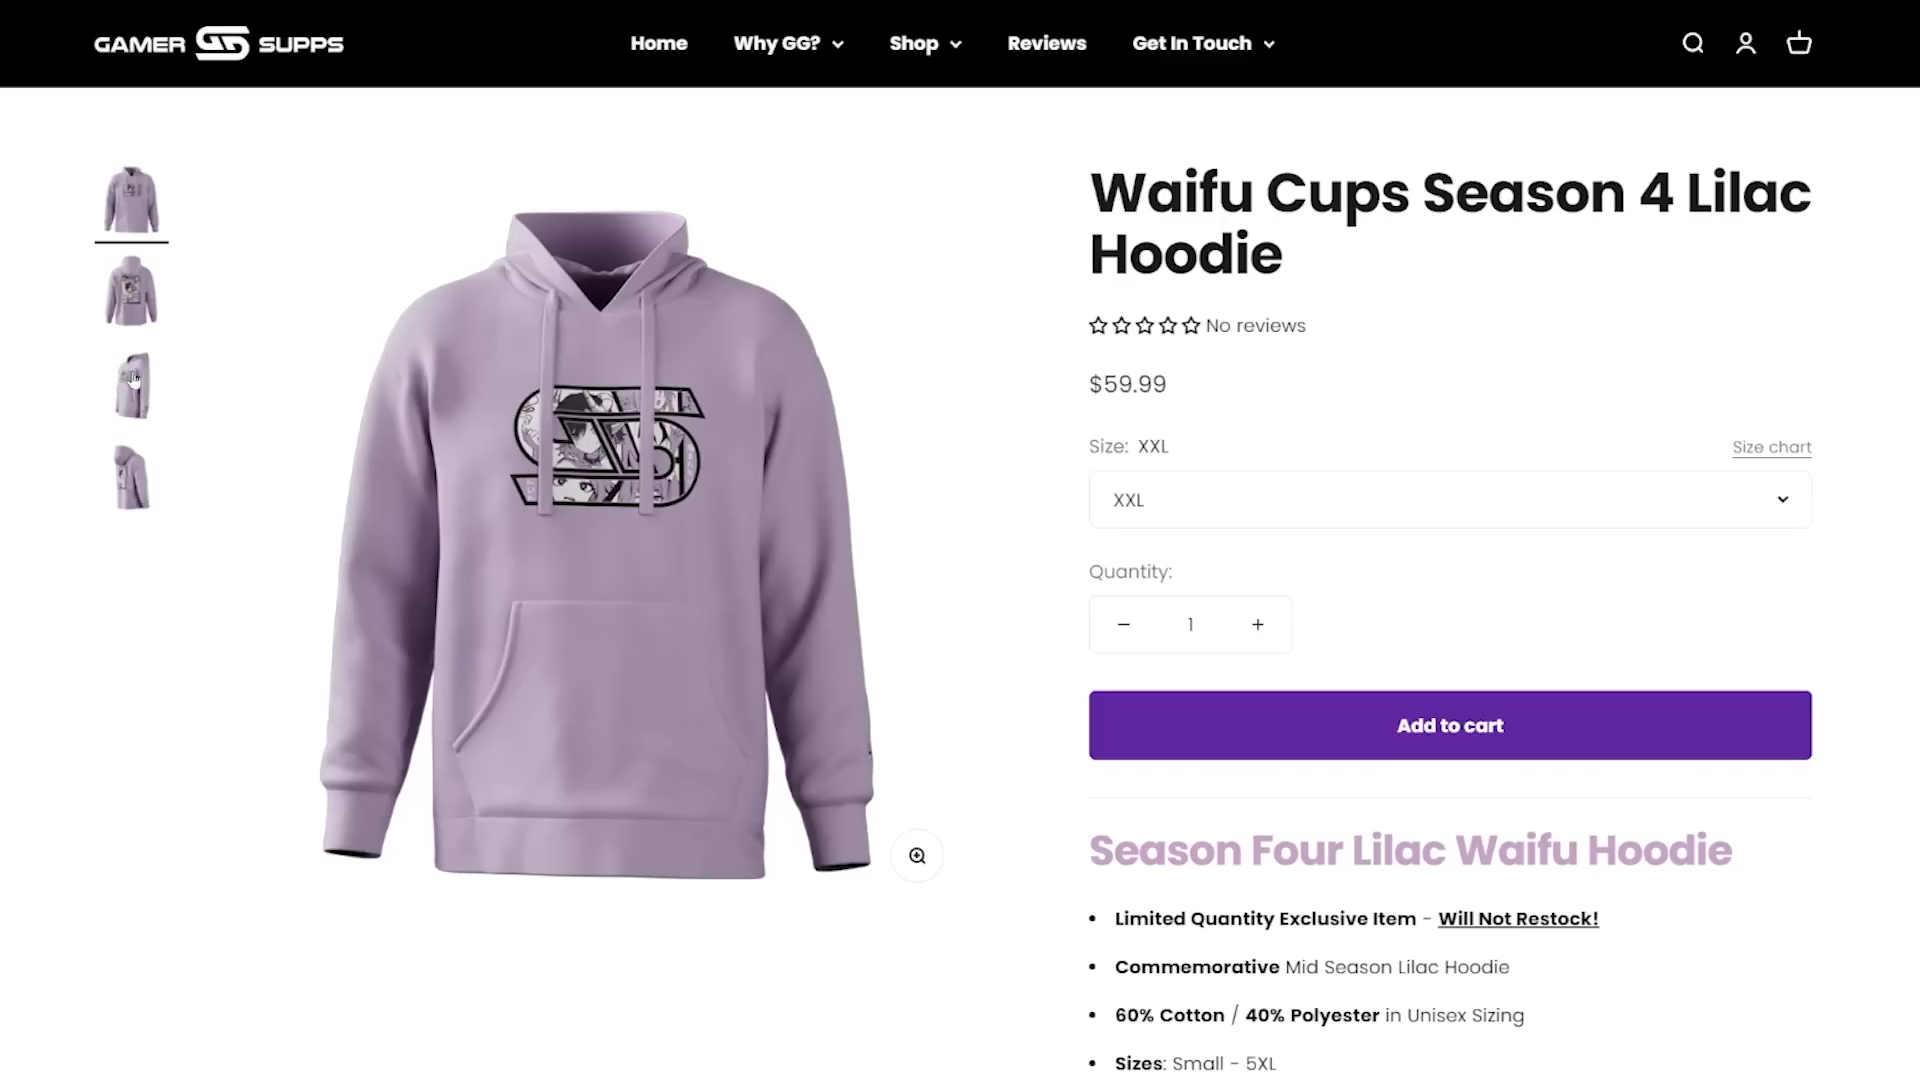 GAMER GG SUPPS
Home
Why GG?
Shop
Reviews
Get In Touch
Waifu Cups Season 4 Lilac
Hoodie
No reviews
$59.99
Size: XXL
Size chart
XXL
Quantity:
− 1 +
Add to cart
Season Four Lilac Waifu Hoodie
• Limited Quantity Exclusive Item - Will Not Restock!
• Commemorative Mid Season Lilac Hoodie
• 60% Cotton / 40% Polyester in Unisex Sizing
• Sizes: Small - 5XL